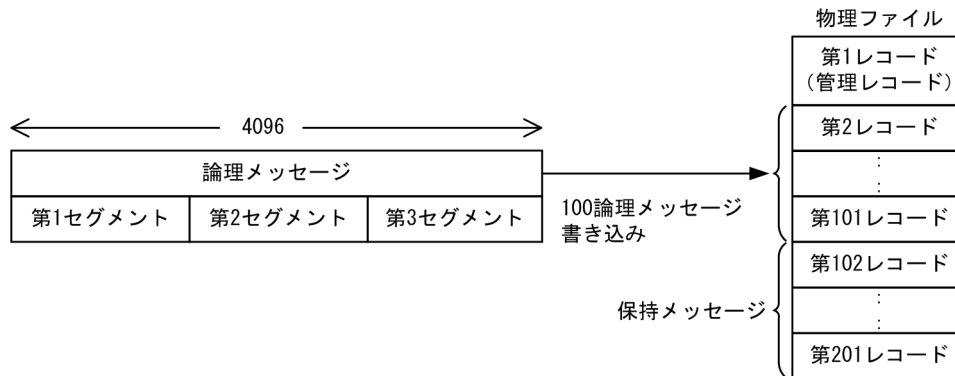 物理ファイル
第1レコード
(管理レコード)
4096
第2レコード
論理メッセージ
:
:
第1セグメント
第2セグメント
第3セグメント
100論理メッセージ
書き込み
第101レコード
第102レコード
保持メッセージ
:
:
第201レコード